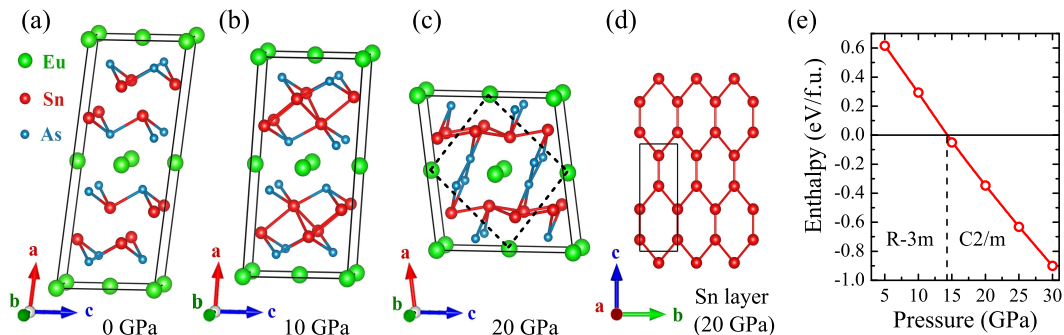 (a)
Eu
Sn
As
a
b
c
0 GPa
(b)
a
b
c
10 GPa
(c)
a
b
c
20 GPa
(d)
c
a
b
Sn layer
(20 GPa)
(e)
Enthalpy (eV/f.u.)
0.6
0.4
0.2
0.0
-0.2
-0.4
-0.6
-0.8
-1.0
R-3m
C2/m
5 10 15 20 25 30
Pressure (GPa)